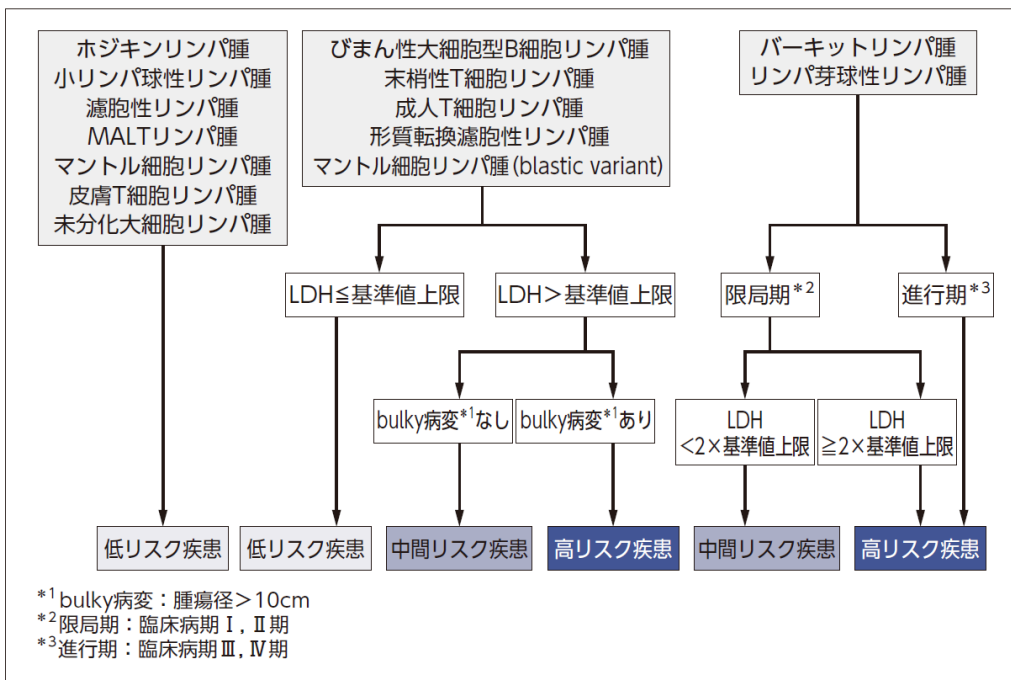 ホジキンリンパ腫
小リンパ球性リンパ腫
濾胞性リンパ腫
MALTリンパ腫
マントル細胞リンパ腫
皮膚T細胞リンパ腫
未分化大細胞リンパ腫
びまん性大細胞型B細胞リンパ腫
末梢性T細胞リンパ腫
成人T細胞リンパ腫
形質転換濾胞性リンパ腫
マントル細胞リンパ腫(blastic variant)
バーキットリンパ腫
リンパ芽球性リンパ腫
LDH≦基準値上限
LDH>基準値上限
限局期*2
進行期*3
bulky病変*1なし
bulky病変*1あり
LDH
<2×基準値上限
LDH
≧2×基準値上限
低リスク疾患
低リスク疾患
中間リスク疾患
高リスク疾患
中間リスク疾患
高リスク疾患
*1 bulky病変:腫瘍径>10cm
*2限局期:臨床病期Ⅰ,Ⅱ期
*3進行期:臨床病期Ⅲ,Ⅳ期